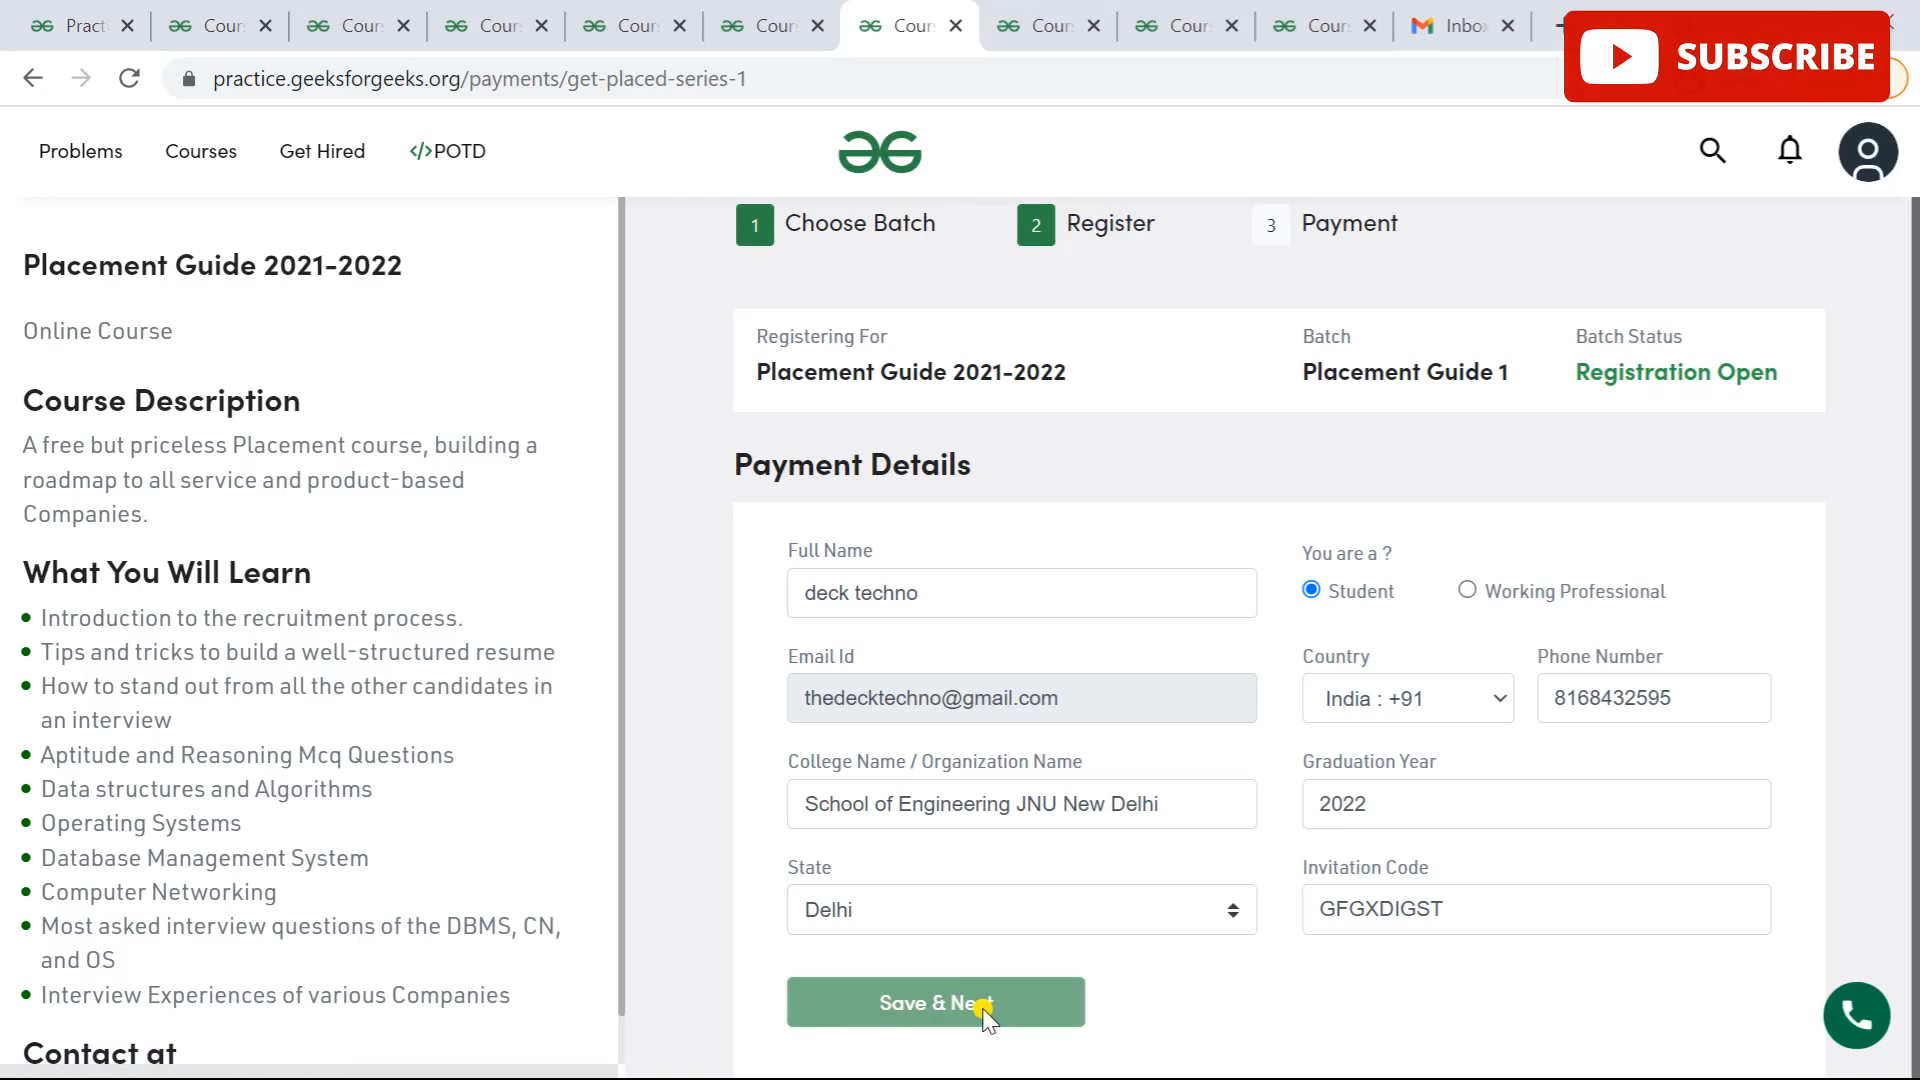 Practi
Cour
Cour
Cour
Cour
Cour
Cour
Cour
Cour
Cour
Inbo
SUBSCRIBE
practice.geeksforgeeks.org/payments/get-placed-series-1
Problems
Courses
Get Hired
</>POTD
Placement Guide 2021-2022
Online Course
Course Description
A free but priceless Placement course, building a
roadmap to all service and product-based
Companies.
What You Will Learn
Introduction to the recruitment process.
Tips and tricks to build a well-structured resume
How to stand out from all the other candidates in
an interview
Aptitude and Reasoning Mcq Questions
Data structures and Algorithms
Operating Systems
Database Management System
Computer Networking
Most asked interview questions of the DBMS, CN,
and OS
Interview Experiences of various Companies
Contact at
1 Choose Batch
2 Register
3 Payment
Registering For
Placement Guide 2021-2022
Batch
Placement Guide 1
Batch Status
Registration Open
Payment Details
Full Name
deck techno
You are a ?
Student
Working Professional
Email Id
thedecktechno@gmail.com
Country
India : +91
Phone Number
8168432595
College Name / Organization Name
School of Engineering JNU New Delhi
Graduation Year
2022
State
Delhi
Invitation Code
GFGXDIGST
Save & Next